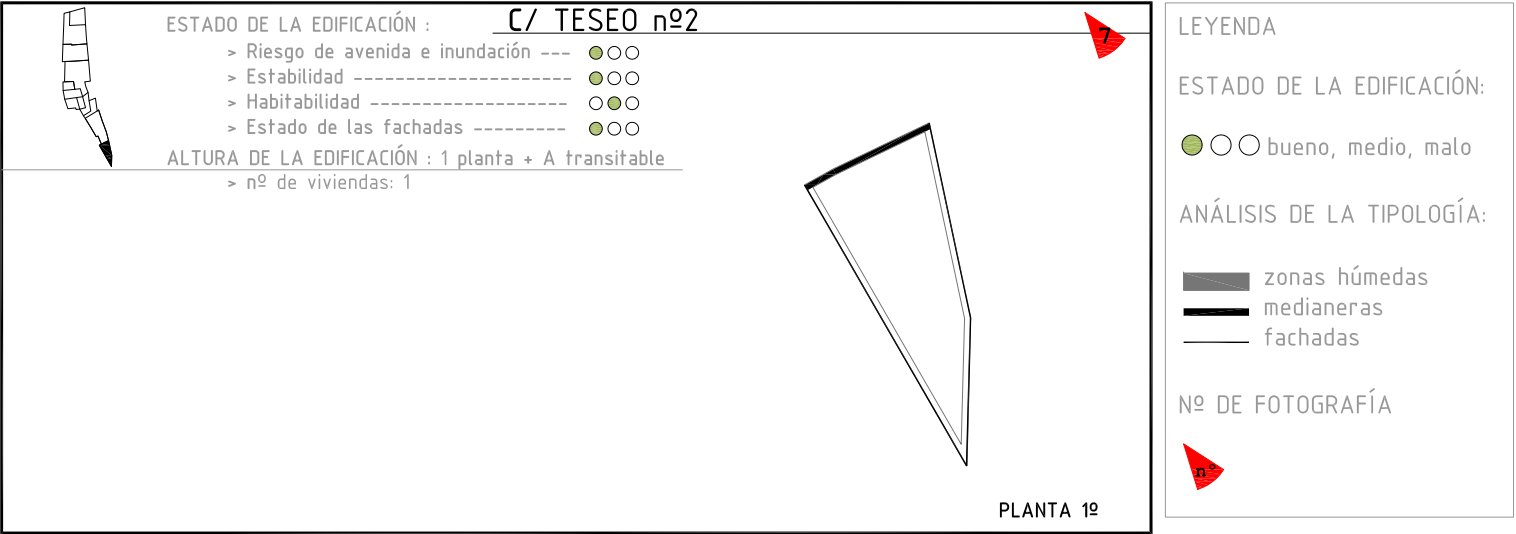 C/ TESEO nº2
ESTADO DE LA EDIFICACIÓN :
> Riesgo de avenida e inundación ---
> Estabilidad ---------------------
> Habitabilidad -------------------
> Estado de las fachadas ---------
ALTURA DE LA EDIFICACIÓN : 1 planta + A transitable
> nº de viviendas: 1
7
PLANTA 1º
LEYENDA
ESTADO DE LA EDIFICACIÓN:
bueno, medio, malo
ANÁLISIS DE LA TIPOLOGÍA:
zonas húmedas
medianeras
fachadas
Nº DE FOTOGRAFÍA
nº